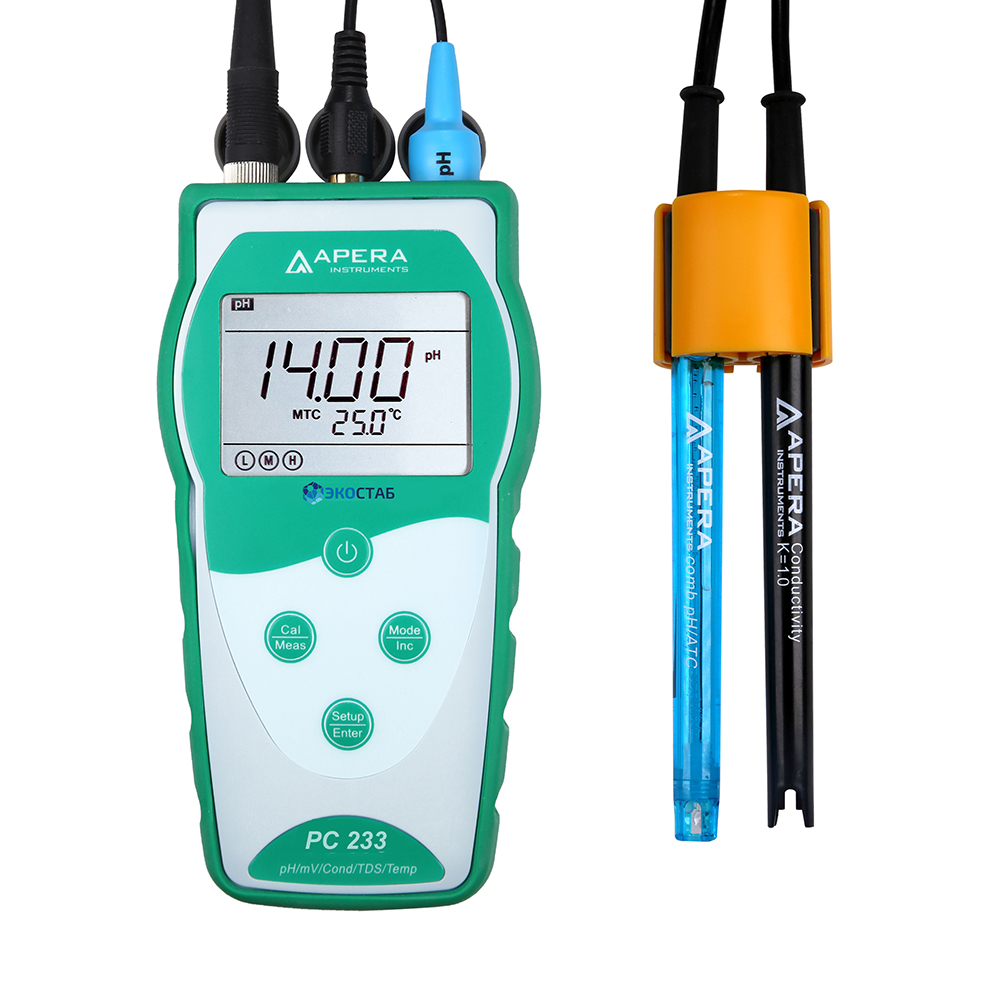 pH
APERA
INSTRUMENTS
pH
14.00 pH
MTC 25.0 °C
L M H
ЭКОСТАБ
Cal
Meas
Mode
Inc
Setup
Enter
PC 233
pH/mV/Cond/TDS/Temp
APERA
INSTRUMENTS comb pH/ATC
APERA
INSTRUMENTS Conductivity
K=1.0